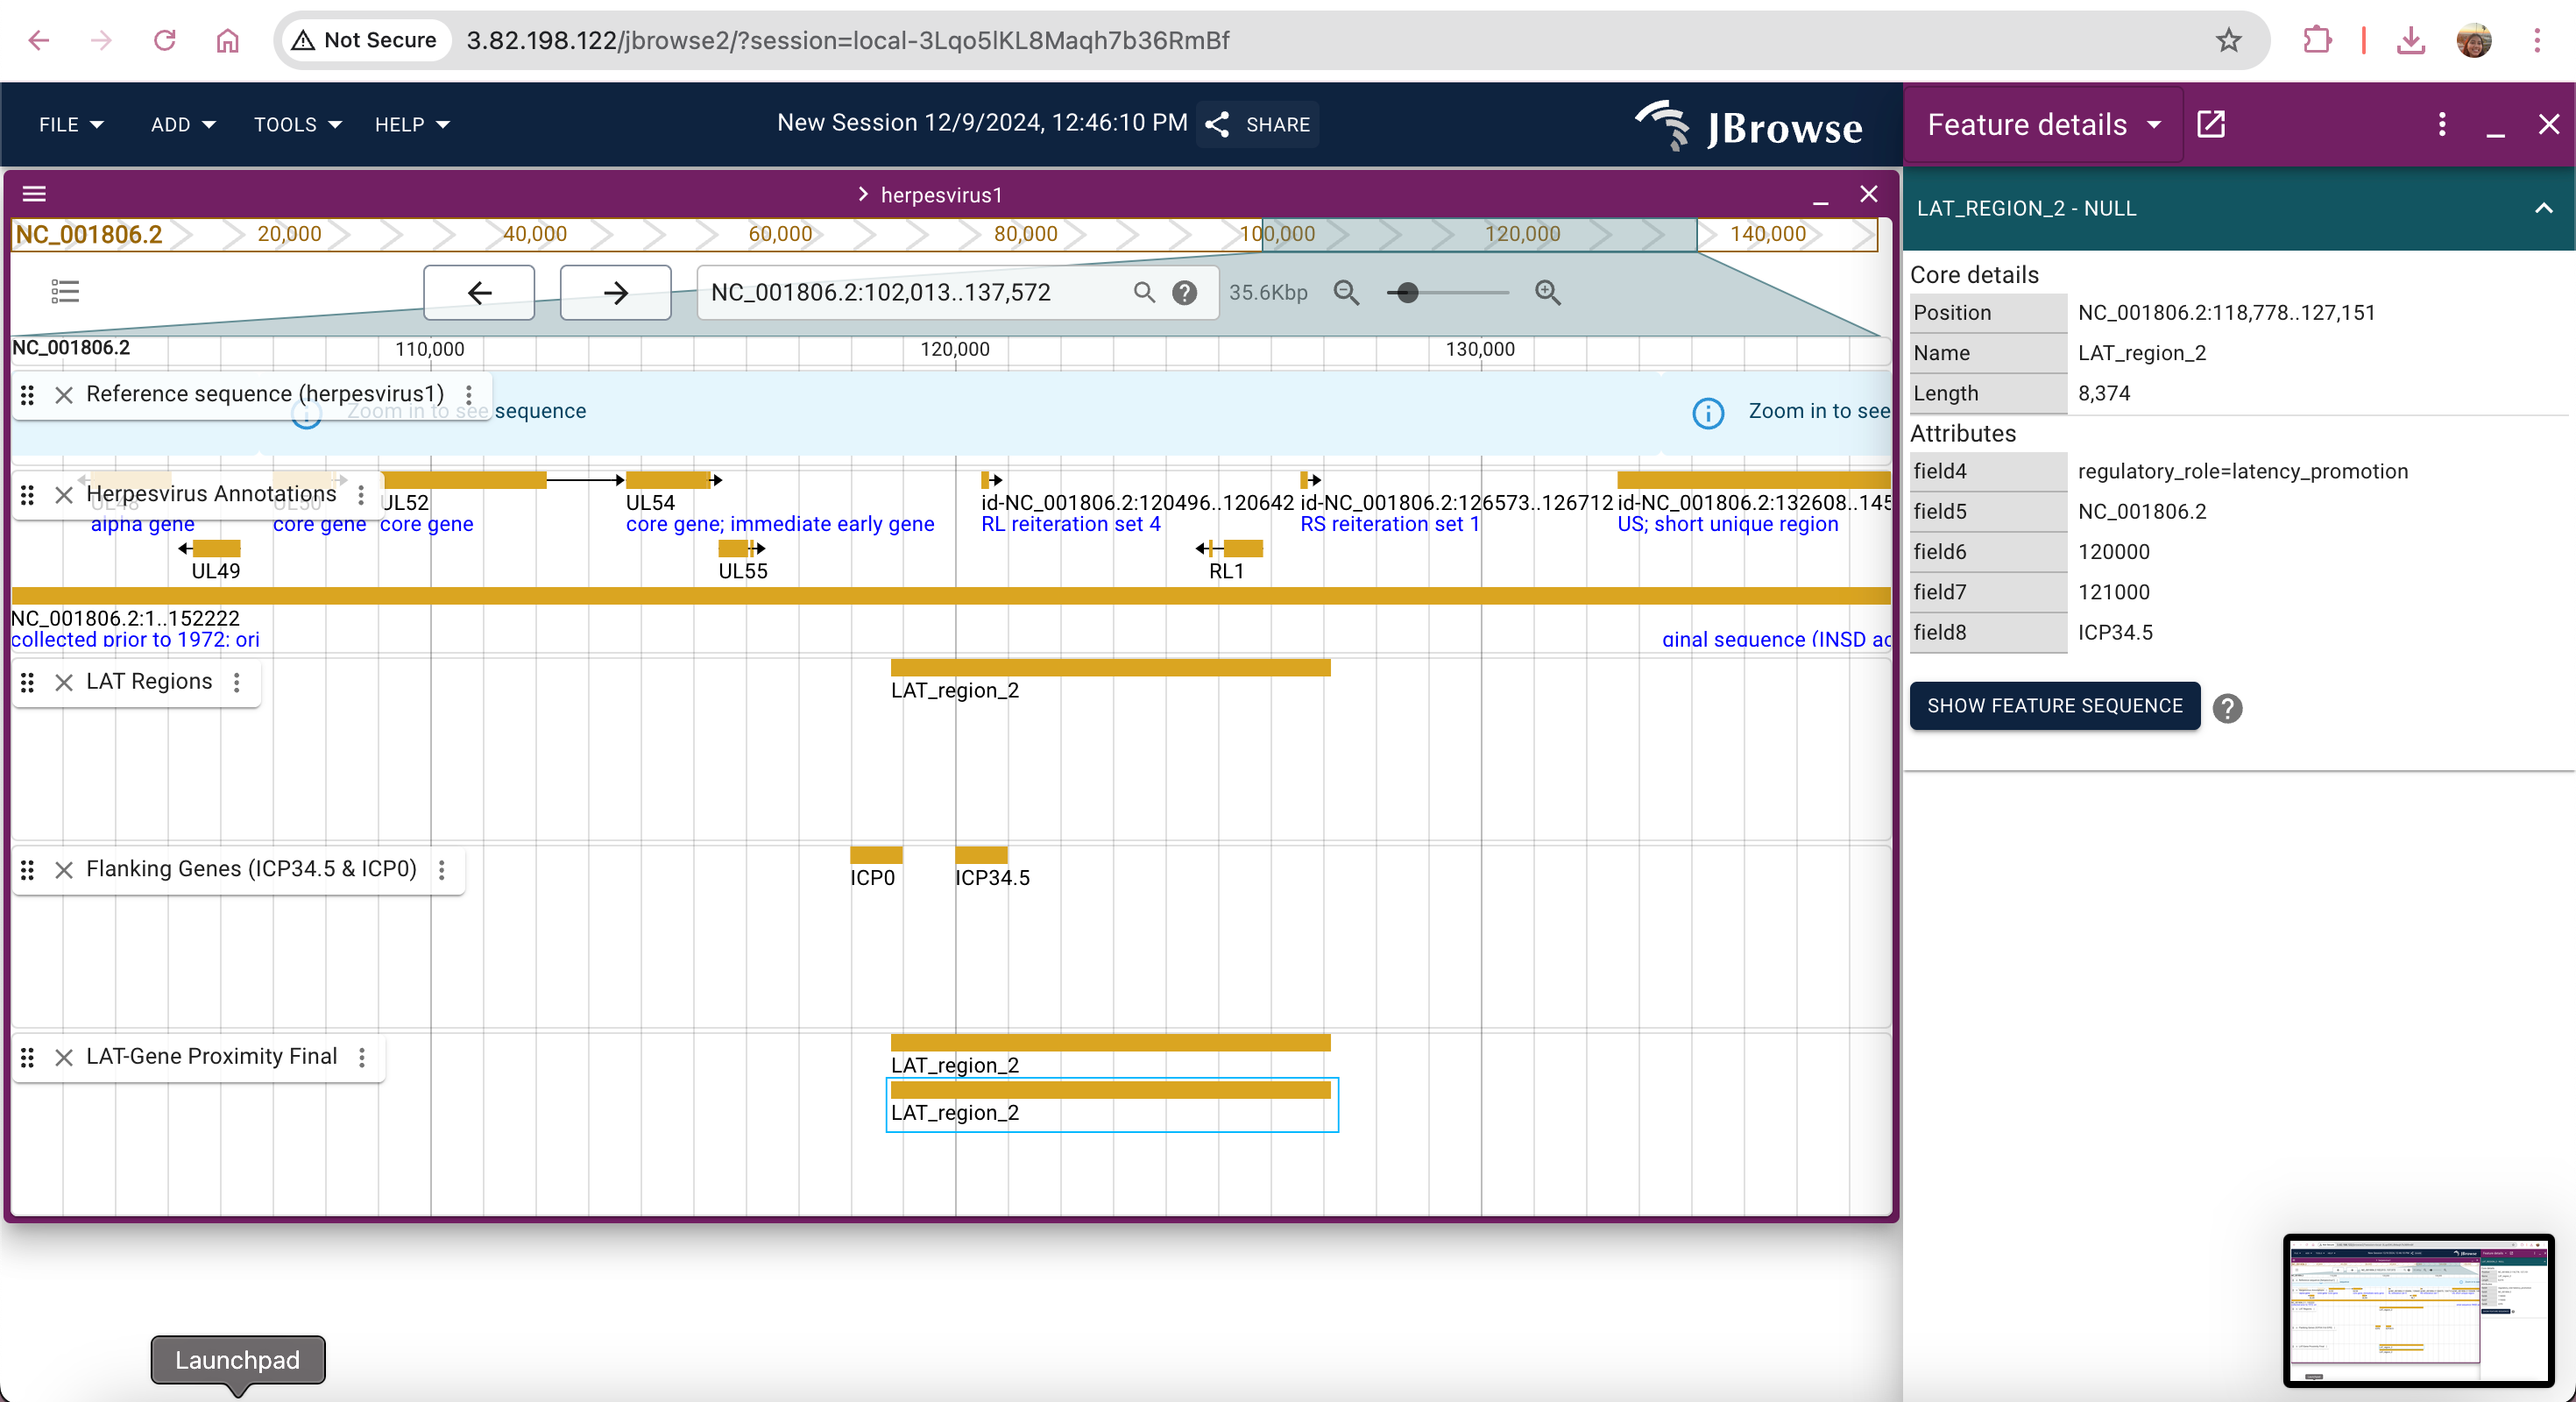 Not Secure 3.82.198.122/jbrowse2/?session=local-3Lqo5lKL8Maqh7b36RmBf
FILE ADD TOOLS HELP New Session 12/9/2024, 12:46:10 PM SHARE JBrowse
herpesvirus1
NC_001806.2 20,000 40,000 60,000 80,000 100,000 120,000 140,000
NC_001806.2:102,013..137,572 35.6Kbp
NC_001806.2 110,000 120,000 130,000
Reference sequence (herpesvirus1)
Zoom in to see sequence Zoom in to see
Herpesvirus Annotations
UL48 UL50 UL52 UL54 id-NC_001806.2:120496..120642 id-NC_001806.2:126573..126712 id-NC_001806.2:132608..145
alpha gene core gene core gene core gene; immediate early gene RL reiteration set 4 RS reiteration set 1 US; short unique region
UL49 UL55 RL1
NC_001806.2:1..152222
collected prior to 1972: ori ginal sequence (INSD ac
LAT Regions
LAT_region_2
Flanking Genes (ICP34.5 & ICP0)
ICP0 ICP34.5
LAT-Gene Proximity Final
LAT_region_2
LAT_region_2
Feature details
LAT_REGION_2 - NULL
Core details
Position NC_001806.2:118,778..127,151
Name LAT_region_2
Length 8,374
Attributes
field4 regulatory_role=latency_promotion
field5 NC_001806.2
field6 120000
field7 121000
field8 ICP34.5
SHOW FEATURE SEQUENCE
Launchpad